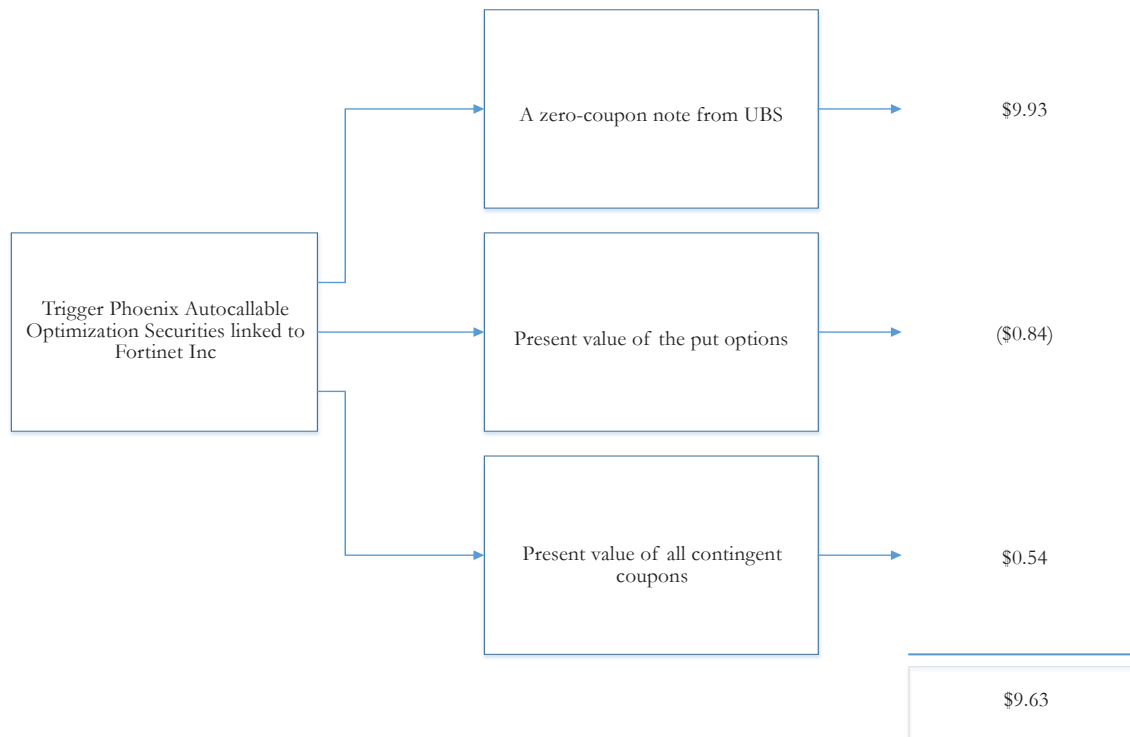 A zero-coupon note from UBS
$9.93
Trigger Phoenix Autocallable
Optimization Securities linked to
Fortinet Inc
Present value of the put options
($0.84)
Present value of all contingent
coupons
$0.54
$9.63